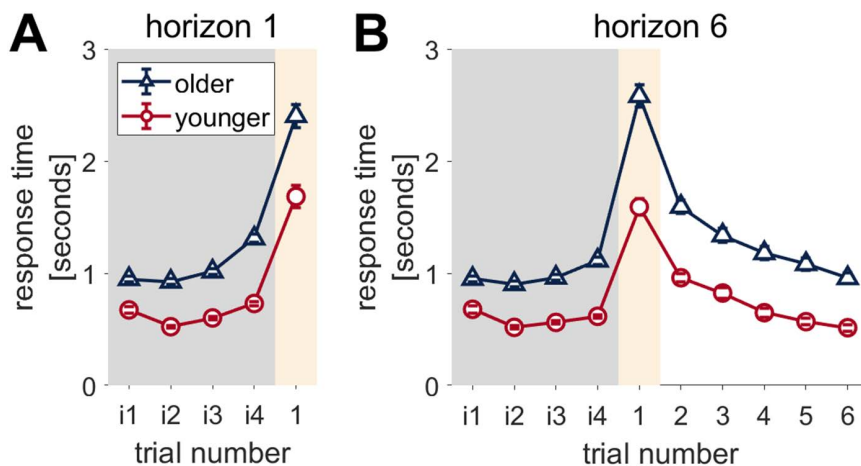 A
horizon 1
3
2
1
0
response time
[seconds]
older
younger
i1 i2 i3 i4 1
trial number
B
horizon 6
3
2
1
0
response time
[seconds]
i1 i2 i3 i4 1 2 3 4 5 6
trial number